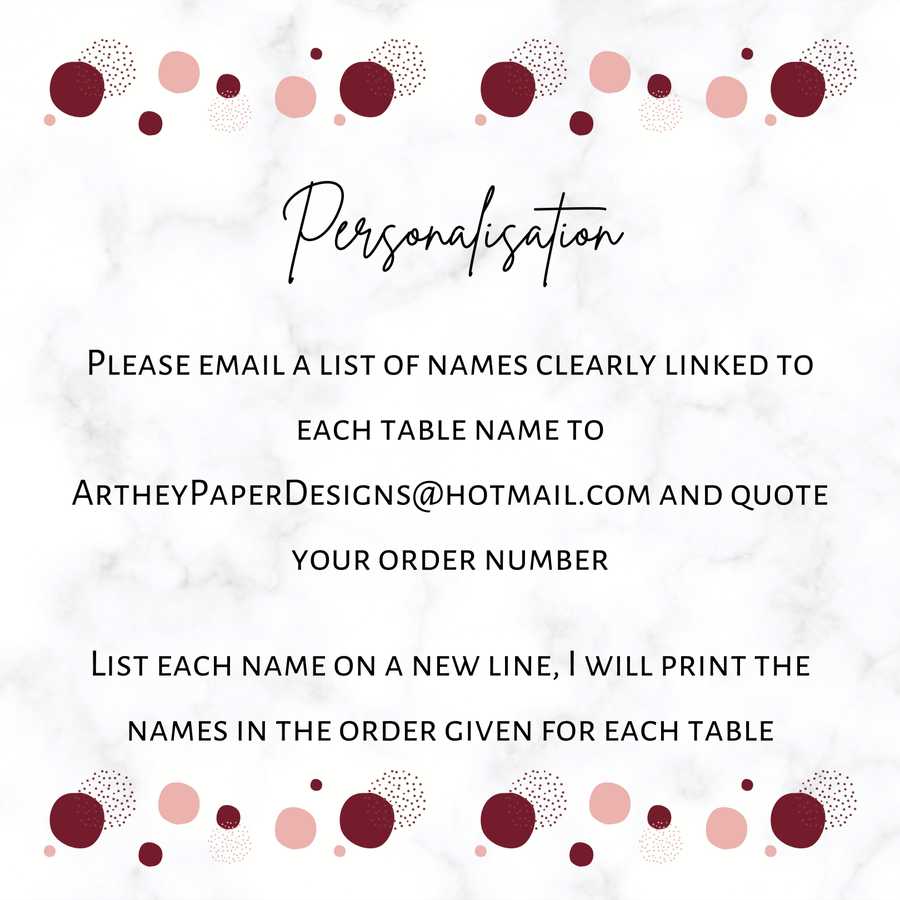 Personalisation
Please email a list of names clearly linked to
each table name to
ArtheyPaperDesigns@hotmail.com and quote
your order number
List each name on a new line, I will print the
names in the order given for each table